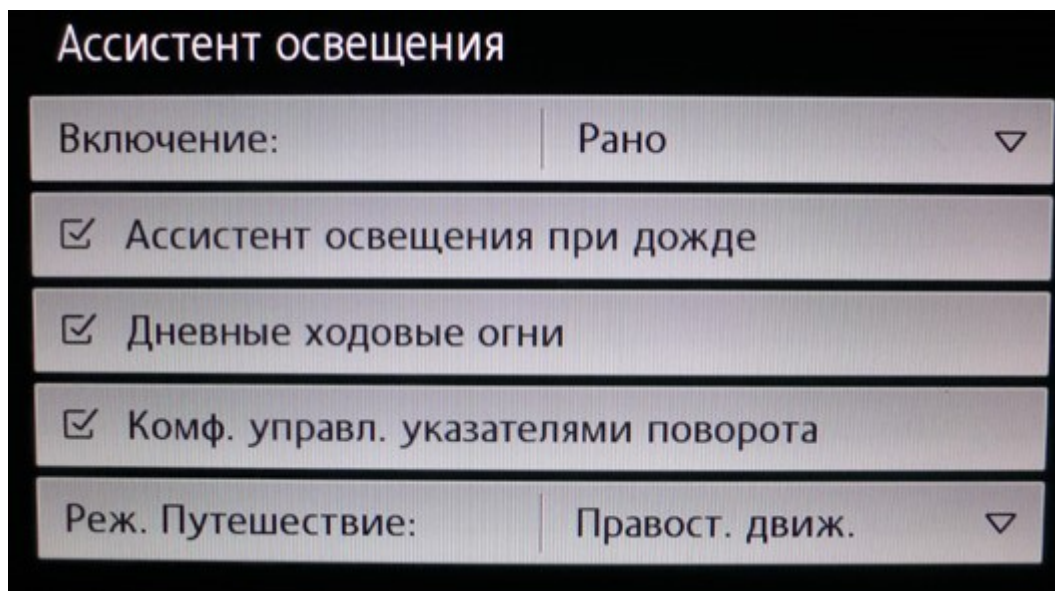 Ассистент освещения
Включение: Рано
Ассистент освещения при дожде
Дневные ходовые огни
Комф. управл. указателями поворота
Реж. Путешествие: Правост. движ.